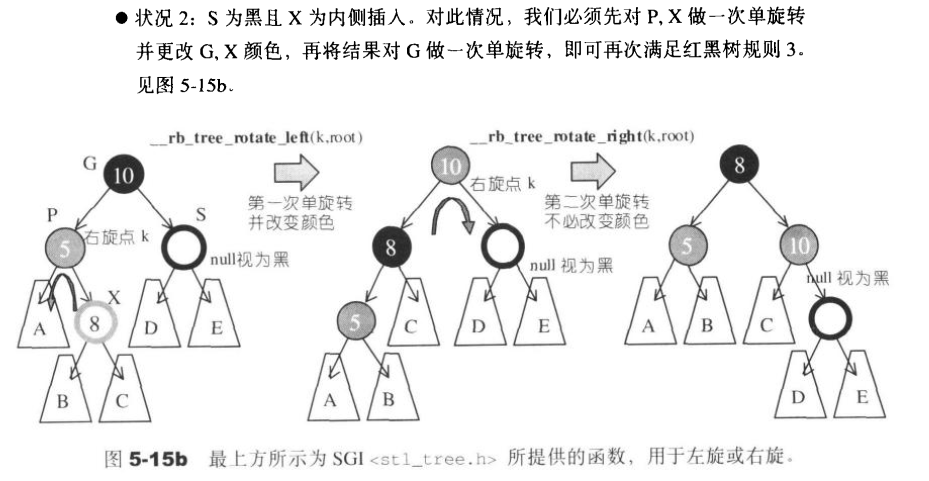 ● 状况 2：S 为黑且 X 为内侧插入。对此情况，我们必须先对 P, X 做一次单旋转
并更改 G, X 颜色，再将结果对 G 做一次单旋转，即可再次满足红黑树规则 3。
见图 5-15b。
__rb_tree_rotate_left(k,root)
__rb_tree_rotate_right(k,root)
G
10
10
8
第一次单旋转
并改变颜色
右旋点 k
第二次单旋转
不必改变颜色
P
S
5
右旋点 k
null视为黑
8
null 视为黑
5
10
null 视为黑
A
X
8
D
E
5
C
D
E
A
B
C
B
C
A
B
D
E
图 5-15b 最上方所示为 SGI <stl_tree.h> 所提供的函数，用于左旋或右旋。